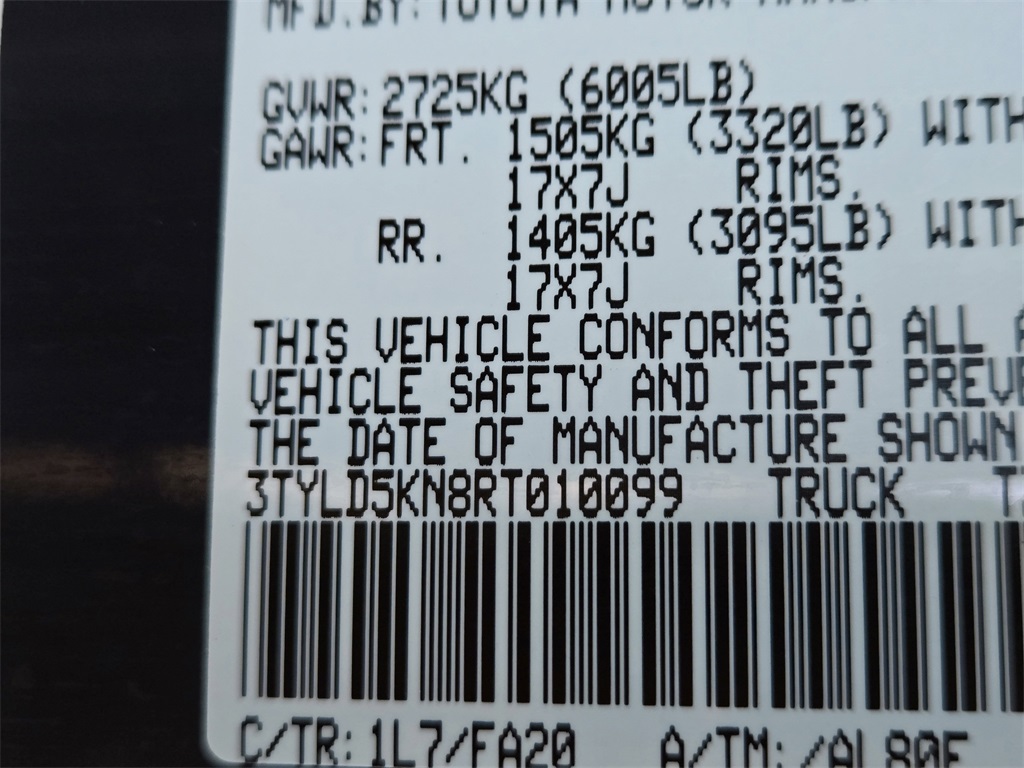 MFD.BY: TOYOTA MOTOR
GVWR: 2725KG (6005LB)
GAWR: FRT. 1505KG (3320LB) WITH
17X7J RIMS.
RR. 1405KG (3095LB) WITH
17X7J RIMS.
THIS VEHICLE CONFORMS TO ALL
VEHICLE SAFETY AND THEFT PREVE
THE DATE OF MANUFACTURE SHOWN
3TYLD5KN8RT010099 TRUCK
C/TR: 1L7/FA20 A/TM: /AL80E